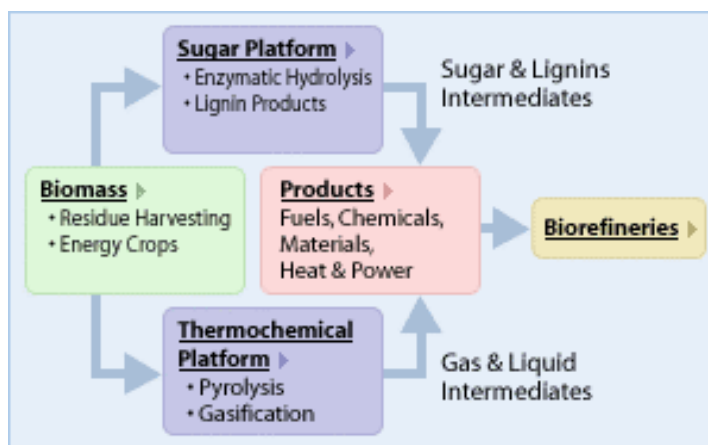 Sugar Platform
• Enzymatic Hydrolysis
• Lignin Products
Sugar & Lignins
Intermediates
Biomass
• Residue Harvesting
• Energy Crops
Products
Fuels, Chemicals,
Materials,
Heat & Power
Biorefineries
Thermochemical
Platform
• Pyrolysis
• Gasification
Gas & Liquid
Intermediates